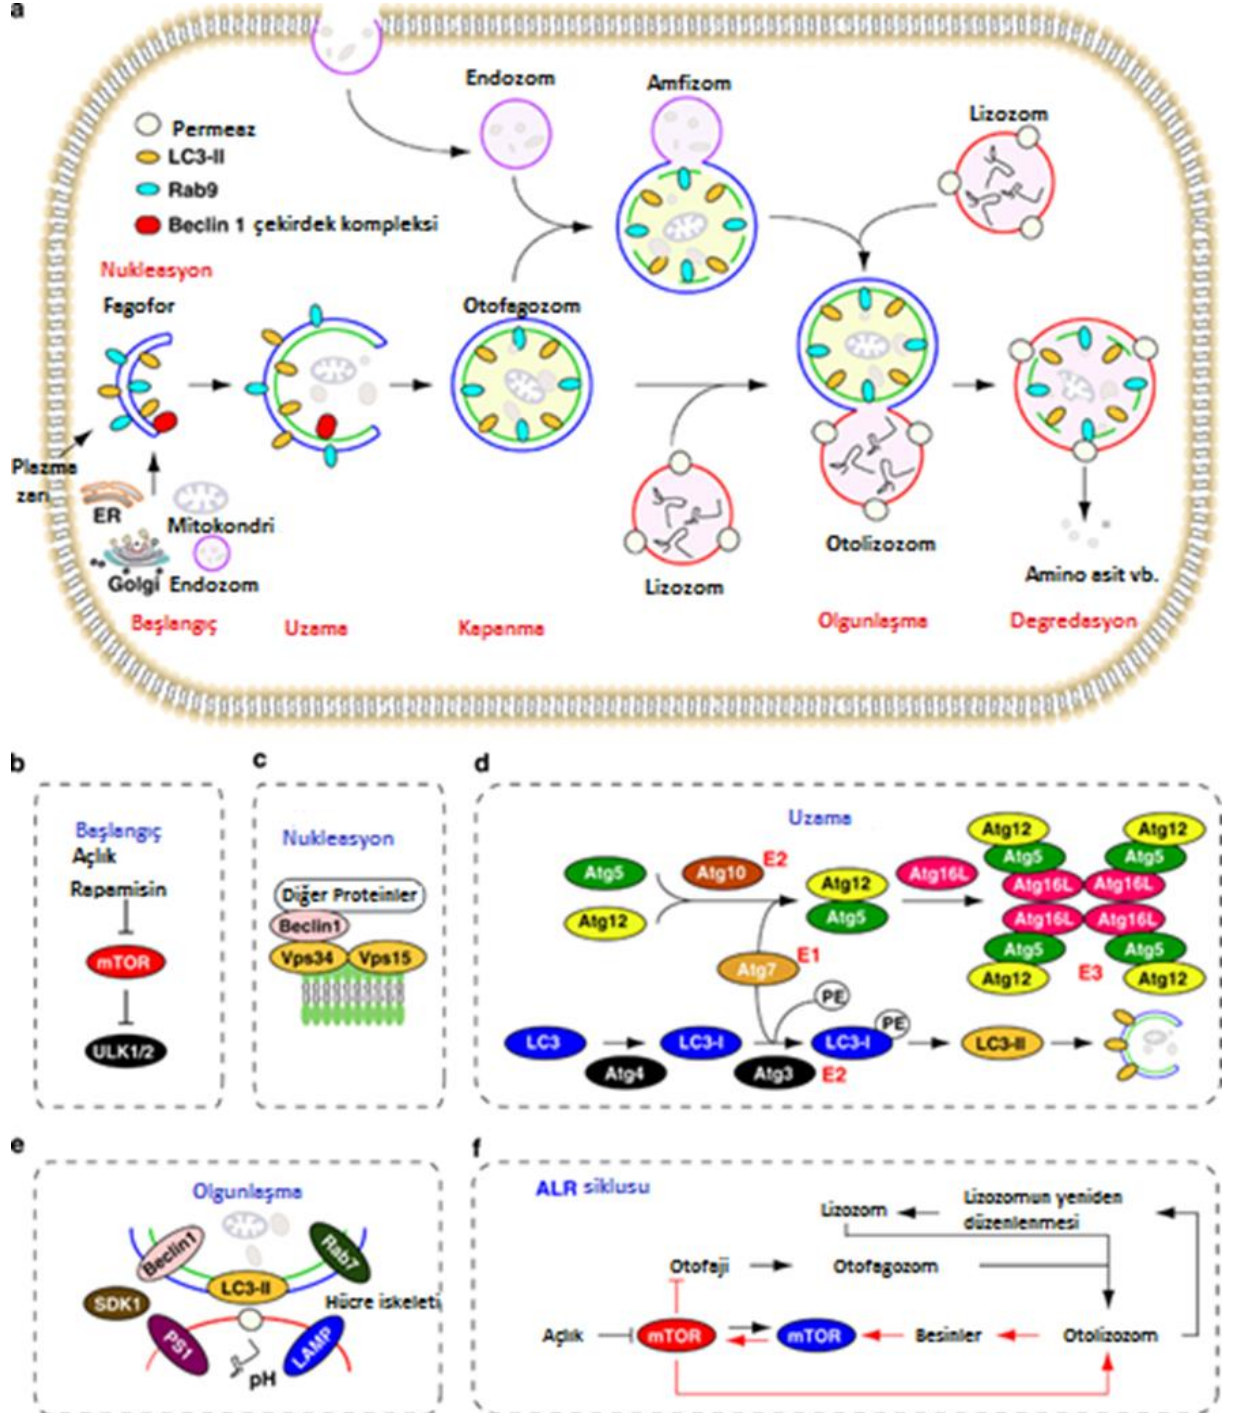 a
Endozom
Amfizom
Lizozom
Permeaz
LC3-II
Rab9
Beclin 1 çekirdek kompleksi
Nukleasyon
Fagofor
Otofagozom
Plazma
zarı
ER
Mitokondri
Golgi
Endozom
Lizozom
Otolizozom
Amino asit vb.
Başlangıç
Uzama
Kapanma
Olgunlaşma
Degredasyon
b
Başlangıç
Açlık
Rapamisin
mTOR
ULK1/2
c
Nukleasyon
Diğer Proteinler
Beclin1
Vps34
Vps15
d
Uzama
Atg5
Atg12
Atg10
E2
Atg12
Atg5
Atg16L
Atg12
Atg12
Atg5
Atg5
Atg16L
Atg16L
Atg16L
Atg16L
Atg5
Atg5
Atg12
E3
Atg12
Atg7
E1
PE
LC3
Atg4
LC3-I
Atg3
E2
LC3-I
PE
LC3-II
e
Olgunlaşma
Beclin1
Rab7
LC3-II
SDK1
Hücre iskeleti
PS1
LAMP
pH
f
ALR siklusu
Lizozom
Lizozomun yeniden
düzenlenmesi
Otofaji
Otofagozom
Açlık
mTOR
mTOR
Besinler
Otolizozom